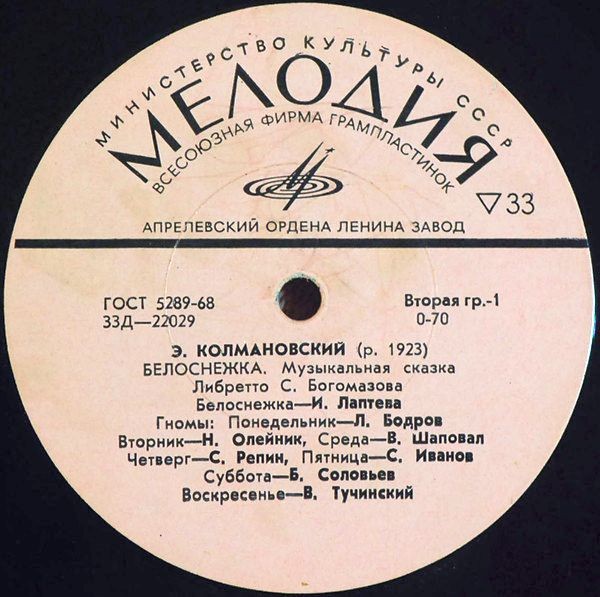 МИНИСТЕРСТВО КУЛЬТУРЫ СССР
МЕЛОДИЯ
ВСЕСОЮЗНАЯ ФИРМА ГРАМПЛАСТИНОК
▽33
АПРЕЛЕВСКИЙ ОРДЕНА ЛЕНИНА ЗАВОД
ГОСТ 5289-68 Вторая гр.-1
33Д—22029 0-70
Э. КОЛМАНОВСКИЙ (р. 1923)
БЕЛОСНЕЖКА. Музыкальная сказка
Либретто С. Богомазова
Белоснежка—И. Лаптева
Гномы: Понедельник—Л. Бодров
Вторник—Н. Олейник, Среда—В. Шаповал
Четверг—С. Репин, Пятница—С. Иванов
Суббота—Б. Соловьев
Воскресенье—В. Тучинский